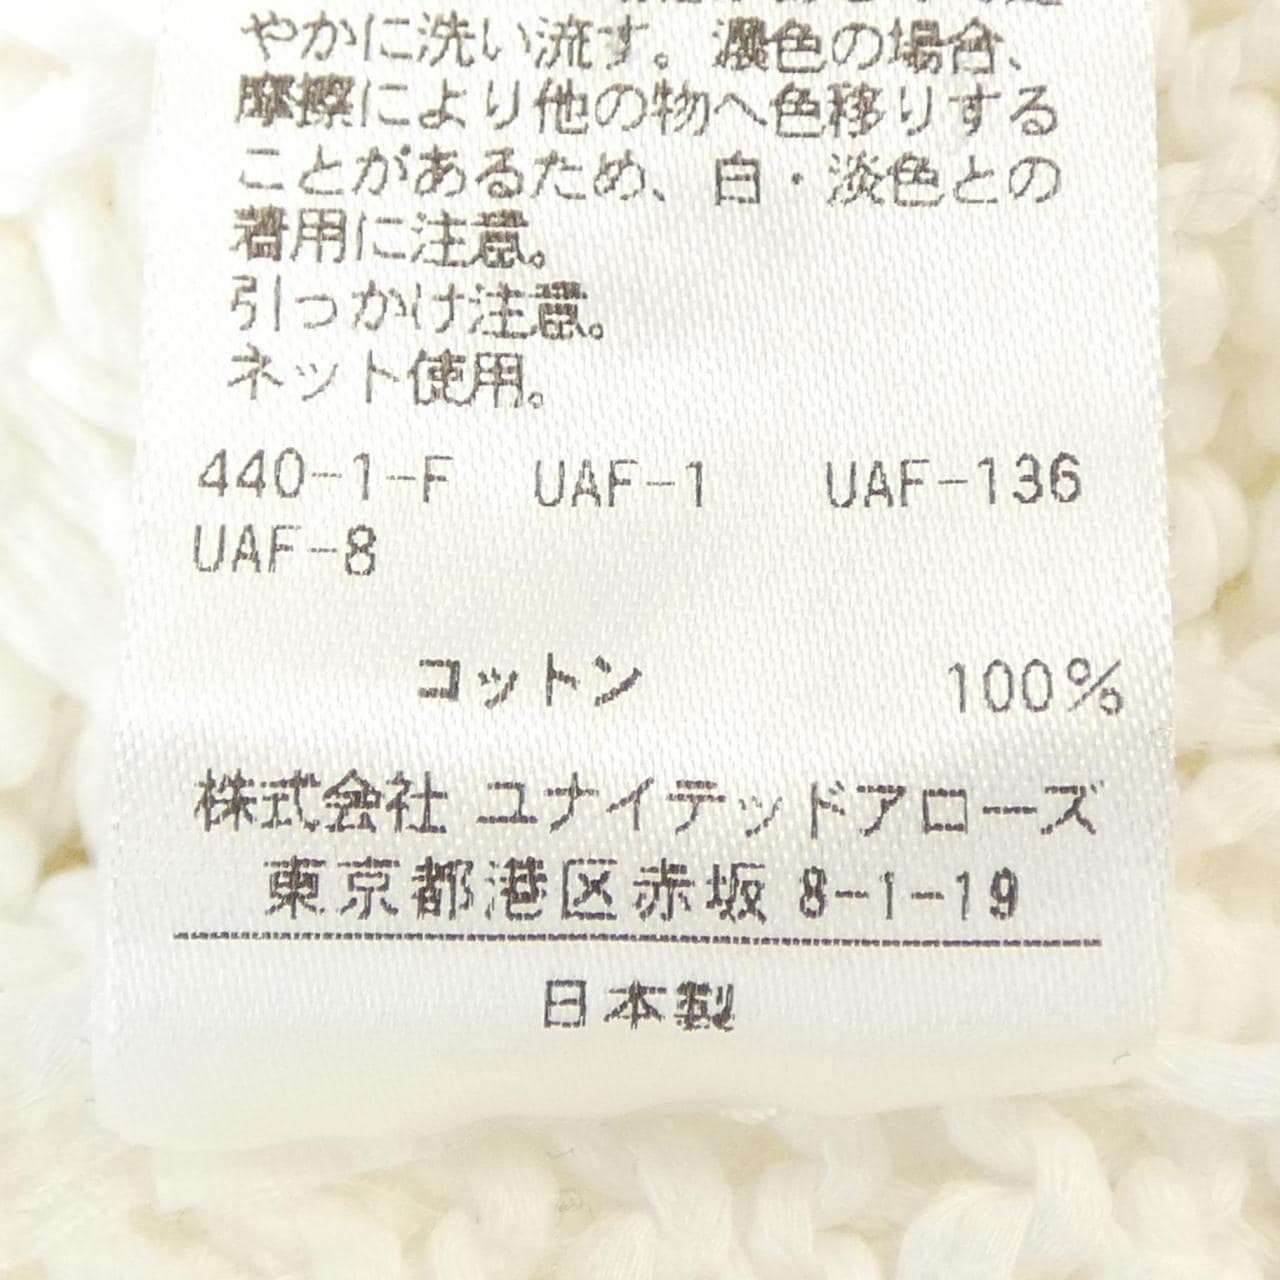 やかに洗い流す。濃色の場合、
摩擦により他の物へ色移りする
ことがあるため、白・淡色との
着用に注意。
引っかけ注意。
ネット使用。
440-1-F UAF-1 UAF-136
UAF-8
コットン 100%
株式会社 ユナイテッドアローズ
東京都港区赤坂 8-1-19
日本製